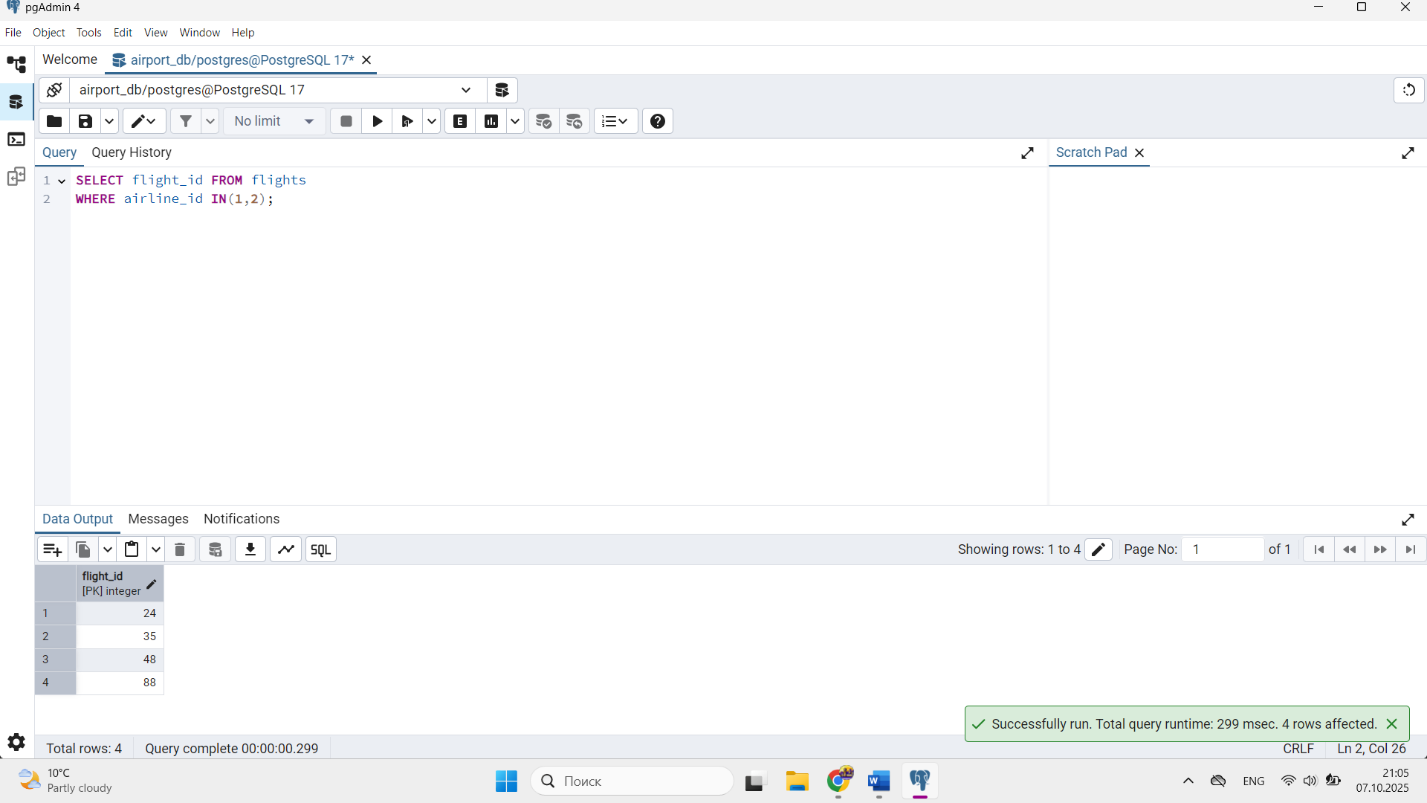 pgAdmin 4
File Object Tools Edit View Window Help
Welcome airport_db/postgres@PostgreSQL 17*
airport_db/postgres@PostgreSQL 17
No limit
Query Query History
Scratch Pad
1 SELECT flight_id FROM flights
2 WHERE airline_id IN(1,2);
Data Output Messages Notifications
SQL Showing rows: 1 to 4 Page No: 1 of 1
flight_id
[PK] integer
1 24
2 35
3 48
4 88
Successfully run. Total query runtime: 299 msec. 4 rows affected.
Total rows: 4 Query complete 00:00:00.299 CRLF Ln 2, Col 26
10°C
Partly cloudy
Поиск
ENG
21:05
07.10.2025